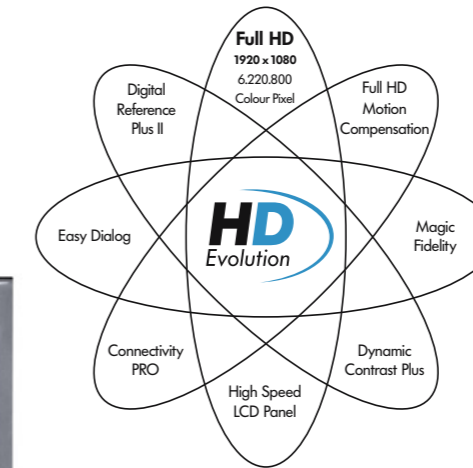 Full HD
1920 x 1080
6.220.800
Colour Pixel
Digital
Reference
Plus II
Full HD
Motion
Compensation
Easy Dialog
HD
Evolution
Magic
Fidelity
Connectivity
PRO
High Speed
LCD Panel
Dynamic
Contrast Plus